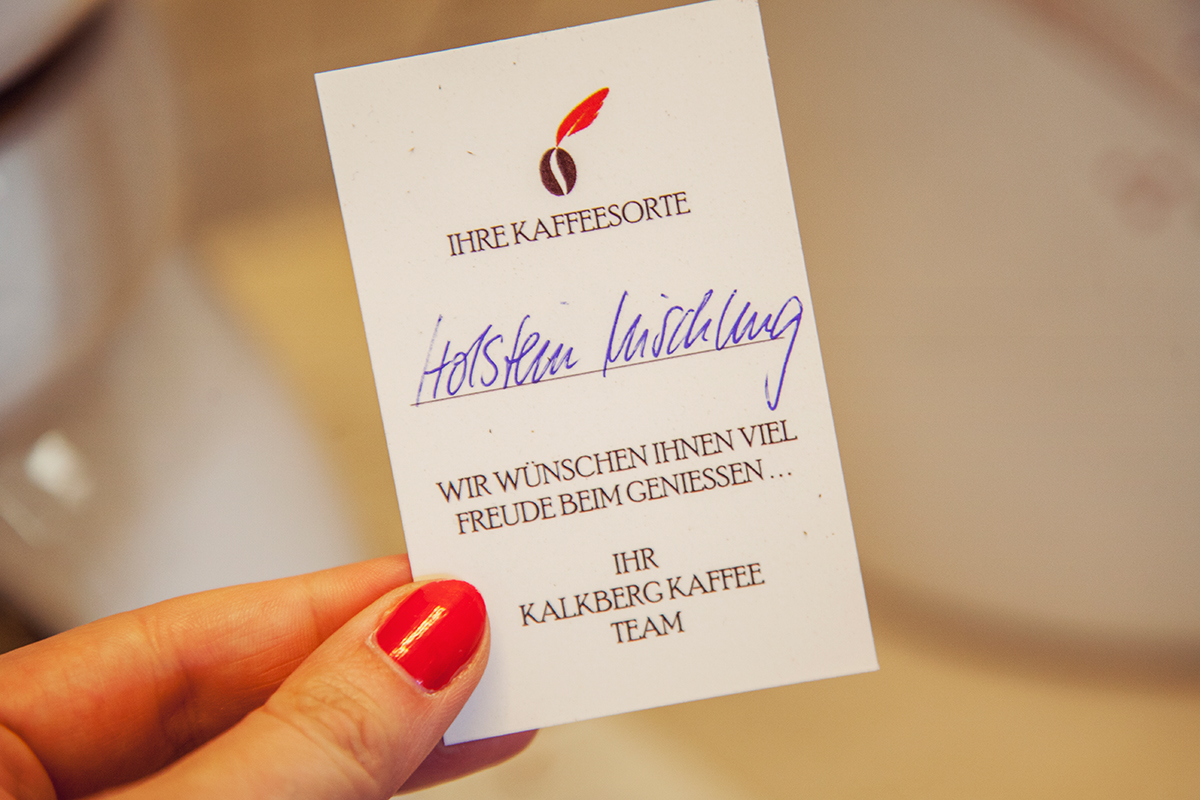 IHRE KAFFEESORTE
Holstein Mischung
WIR WÜNSCHEN IHNEN VIEL
FREUDE BEIM GENIESSEN ...
IHR
KALKBERG KAFFEE
TEAM